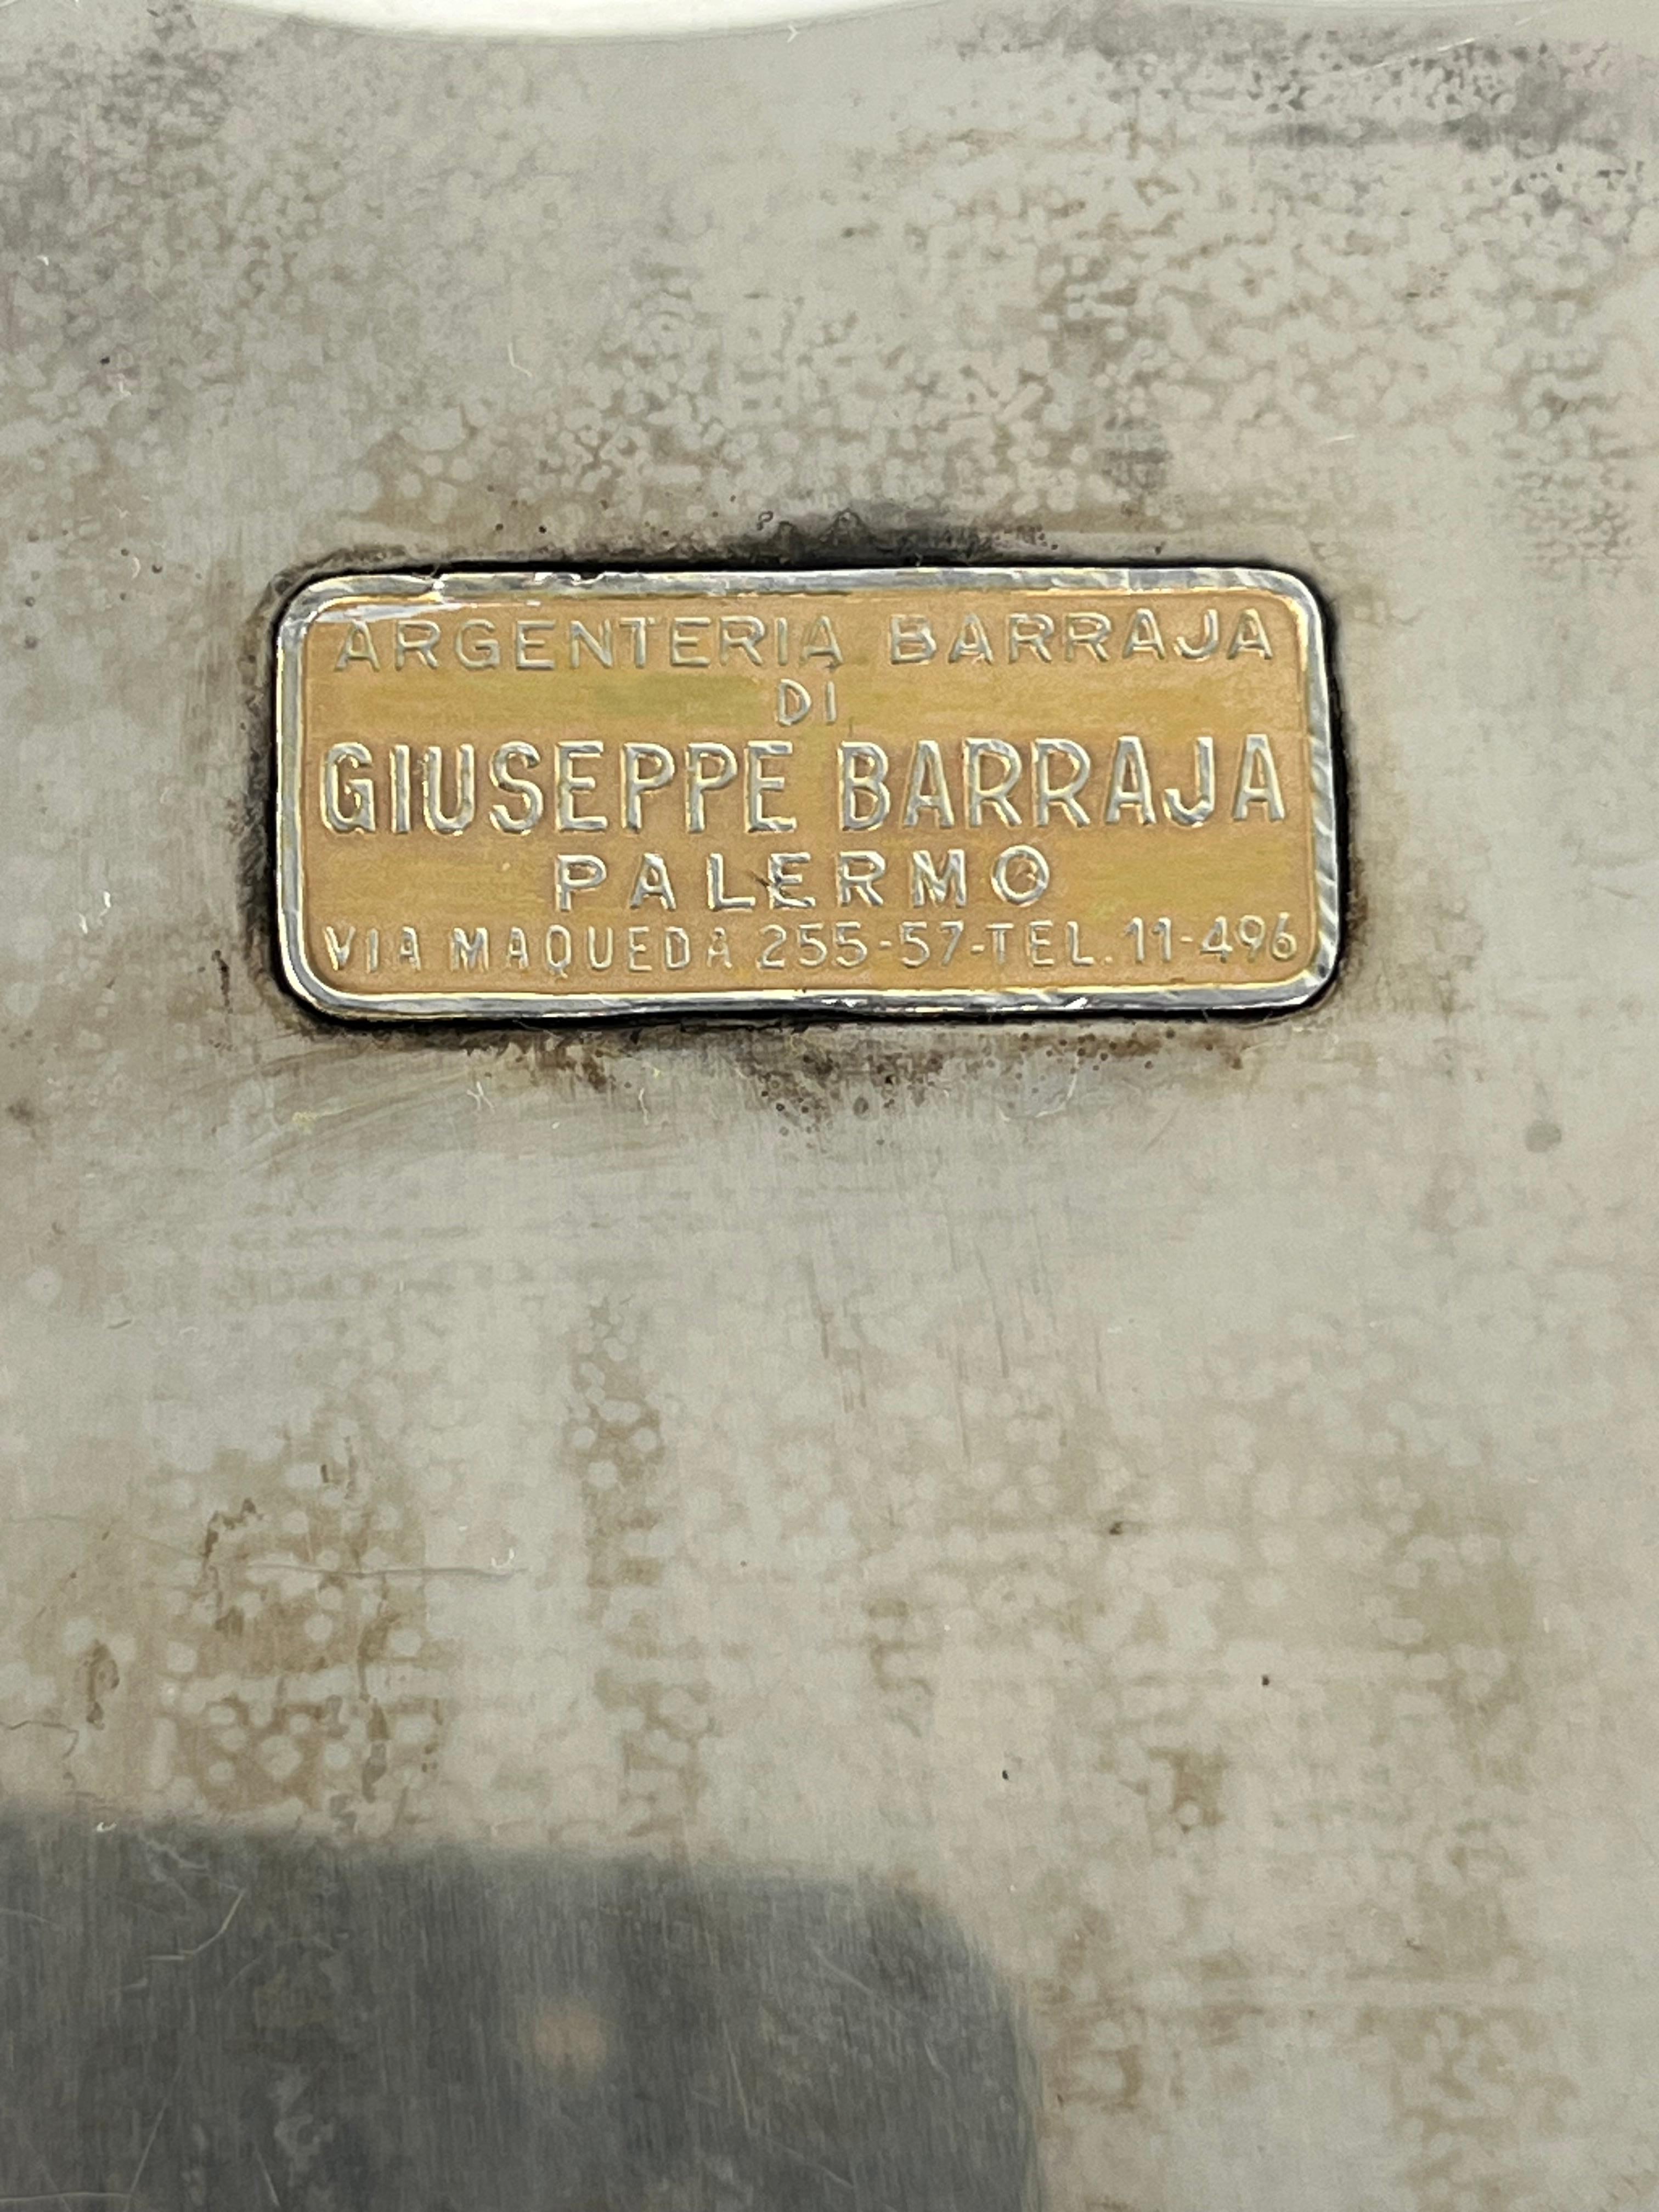 ARGENTERIA BARRAJA
DI
GIUSEPPE BARRAJA
PALERMO
VIA MAQUEDA 255-57-TEL. 11-496